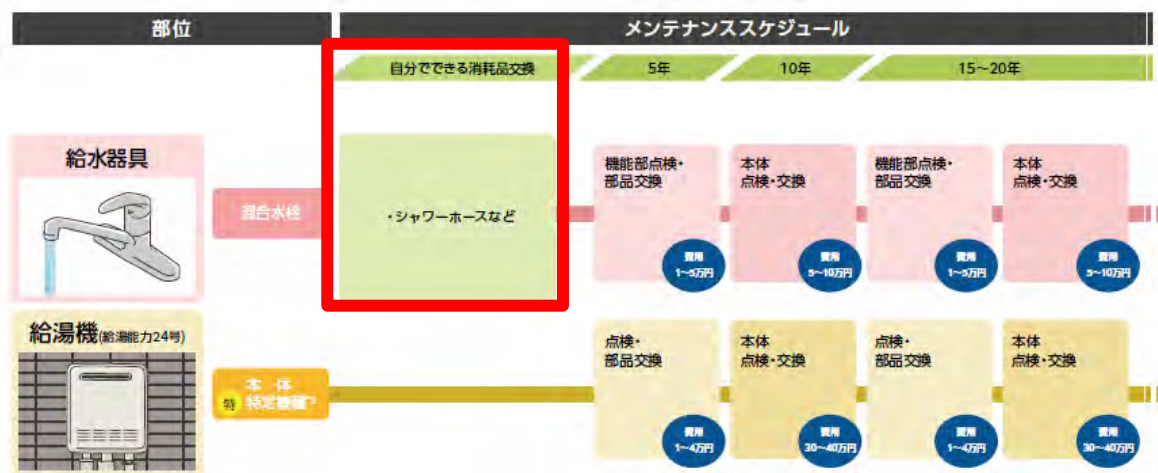 部位
メンテナンススケジュール
自分でできる消耗品交換
5年
10年
15～20年
給水器具
混合水栓
・シャワーホースなど
機能部点検・
部品交換
費用
1～5万円
本体
点検・交換
費用
5～10万円
機能部点検・
部品交換
費用
1～5万円
本体
点検・交換
費用
5～10万円
給湯機(給湯能力24号)
特
本 体
特定機種
点検・
部品交換
費用
1～4万円
本体
点検・交換
費用
30～40万円
点検・
部品交換
費用
1～4万円
本体
点検・交換
費用
30～40万円